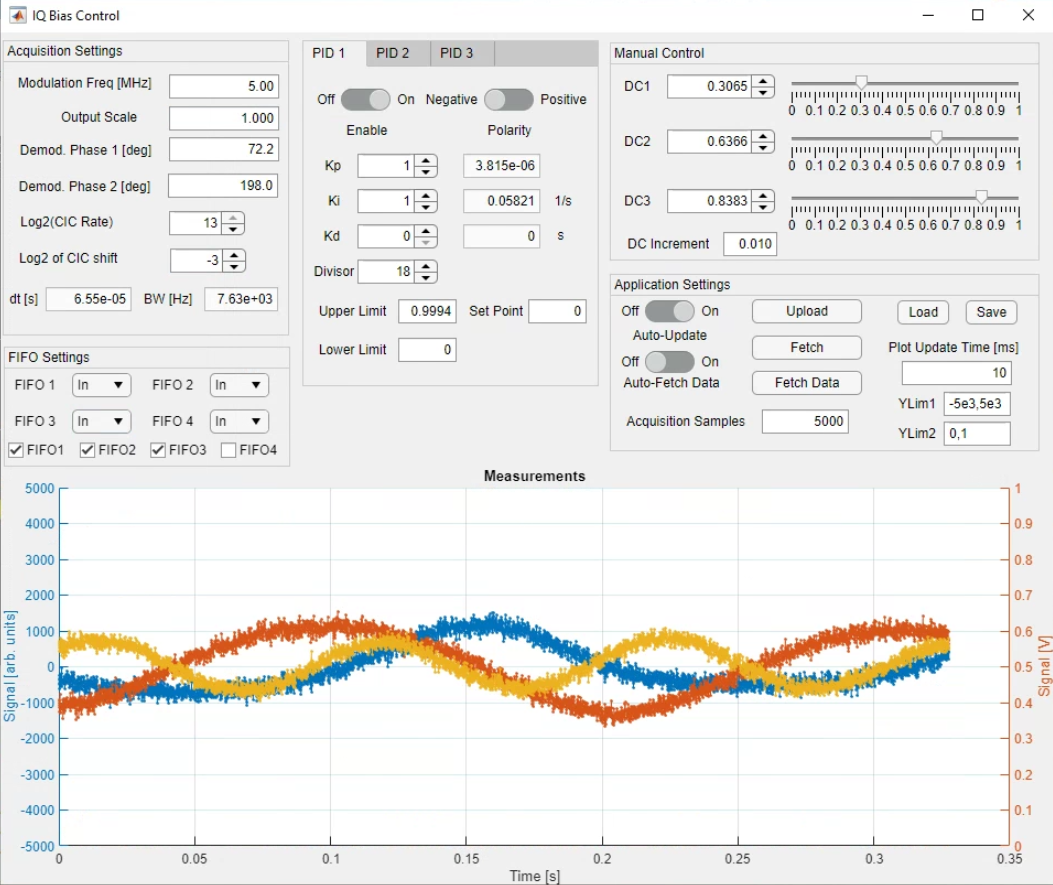 IQ Bias Control
Acquisition Settings
Modulation Freq [MHz] 5.00
Output Scale 1.000
Demod. Phase 1 [deg] 72.2
Demod. Phase 2 [deg] 198.0
Log2(CIC Rate) 13
Log2 of CIC shift -3
dt [s] 6.55e-05 BW [Hz] 7.63e+03
FIFO Settings
FIFO 1 In FIFO 2 In
FIFO 3 In FIFO 4 In
FIFO1 FIFO2 FIFO3 FIFO4
PID 1 PID 2 PID 3
Off On Negative Positive
Enable Polarity
Kp 1 3.815e-06
Ki 1 0.05821 1/s
Kd 0 0 s
Divisor 18
Upper Limit 0.9994 Set Point 0
Lower Limit 0
Manual Control
DC1 0.3065
0 0.1 0.2 0.3 0.4 0.5 0.6 0.7 0.8 0.9 1
DC2 0.6366
0 0.1 0.2 0.3 0.4 0.5 0.6 0.7 0.8 0.9 1
DC3 0.8383
0 0.1 0.2 0.3 0.4 0.5 0.6 0.7 0.8 0.9 1
DC Increment 0.010
Application Settings
Off On Upload Load Save
Auto-Update Fetch Plot Update Time [ms]
Off On 10
Auto-Fetch Data Fetch Data
YLim1 -5e3,5e3
Acquisition Samples 5000
YLim2 0,1
Measurements
5000 1
4000 0.9
3000 0.8
2000 0.7
1000 0.6
0 0.5
-1000 0.4
-2000 0.3
-3000 0.2
-4000 0.1
-5000 0
Signal [arb. units]
Signal [V]
0 0.05 0.1 0.15 0.2 0.25 0.3 0.35
Time [s]